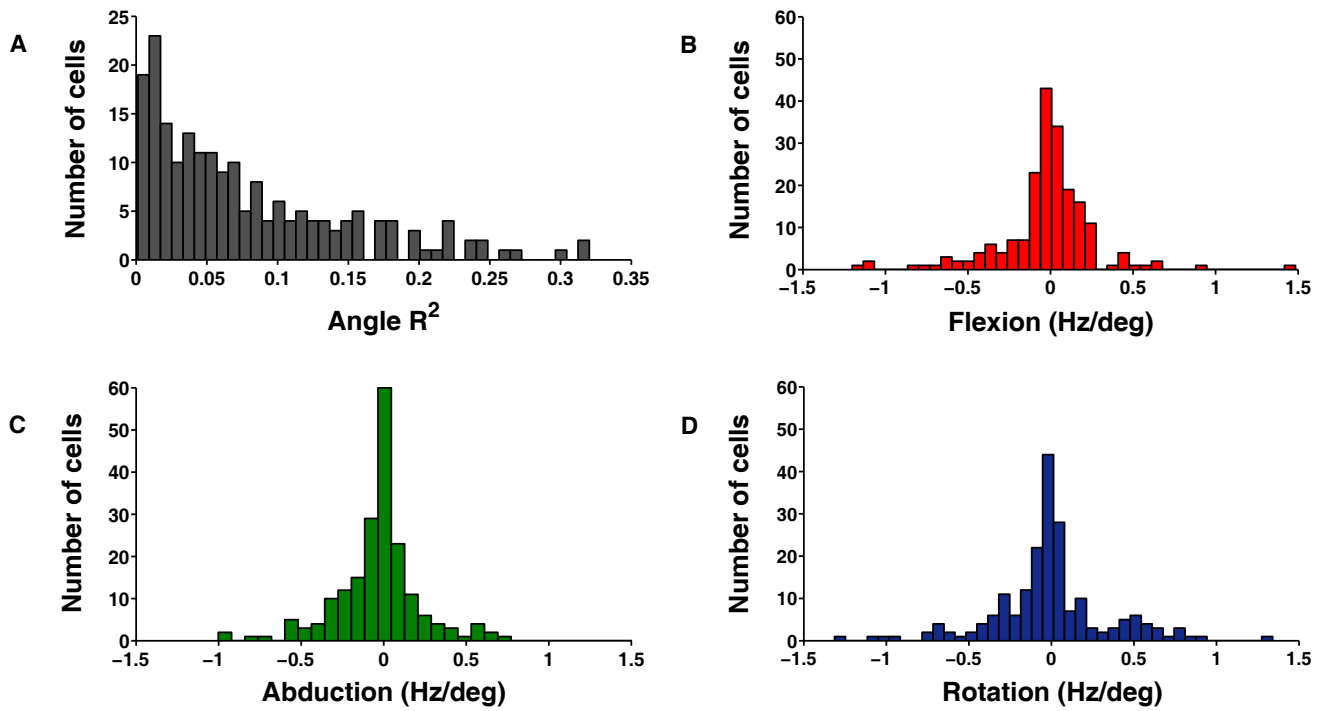 A
Number of cells
25
20
15
10
5
0
0 0.05 0.1 0.15 0.2 0.25 0.3 0.35
Angle R2
B
Number of cells
60
50
40
30
20
10
0
−1.5 −1 −0.5 0 0.5 1 1.5
Flexion (Hz/deg)
C
Number of cells
60
50
40
30
20
10
0
−1.5 −1 −0.5 0 0.5 1 1.5
Abduction (Hz/deg)
D
Number of cells
60
50
40
30
20
10
0
−1.5 −1 −0.5 0 0.5 1 1.5
Rotation (Hz/deg)